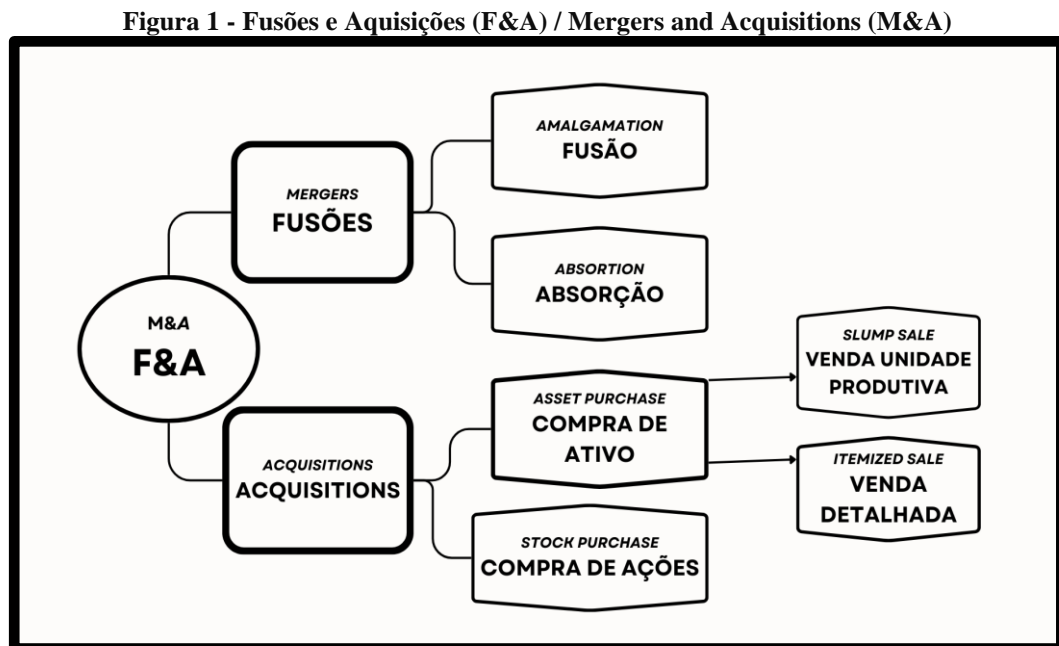 Figura 1 - Fusões e Aquisições (F&A) / Mergers and Acquisitions (M&A)
M&A
F&A
MERGERS
FUSÕES
AMALGAMATION
FUSÃO
ABSORTION
ABSORÇÃO
ACQUISITIONS
ACQUISITIONS
ASSET PURCHASE
COMPRA DE
ATIVO
SLUMP SALE
VENDA UNIDADE
PRODUTIVA
ITEMIZED SALE
VENDA
DETALHADA
STOCK PURCHASE
COMPRA DE AÇÕES